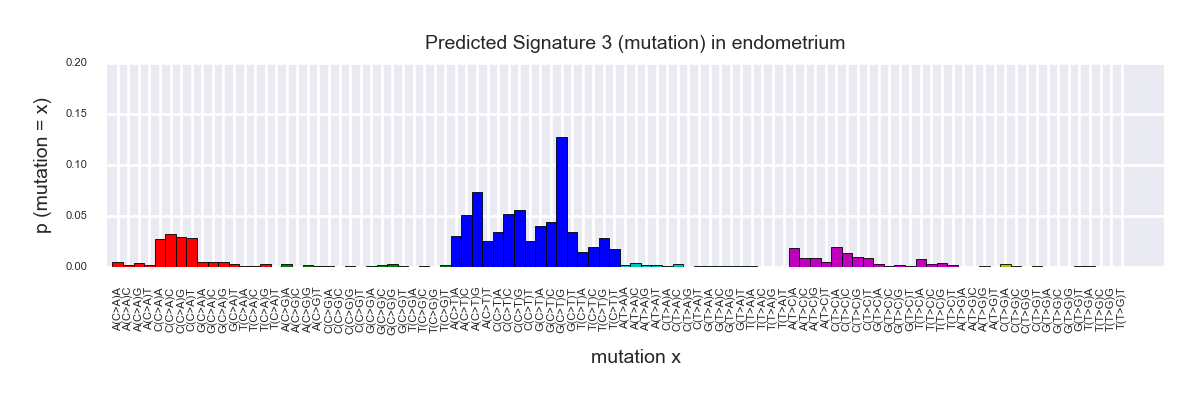 Predicted Signature 3 (mutation) in endometrium
p (mutation = x)
0.20
0.15
0.10
0.05
0.00
A(C>A)A
A(C>A)C
A(C>A)G
A(C>A)T
C(C>A)A
C(C>A)C
C(C>A)G
C(C>A)T
G(C>A)A
G(C>A)C
G(C>A)G
G(C>A)T
T(C>A)A
T(C>A)C
T(C>A)G
T(C>A)T
A(C>G)A
A(C>G)C
A(C>G)G
A(C>G)T
C(C>G)A
C(C>G)C
C(C>G)G
C(C>G)T
G(C>G)A
G(C>G)C
G(C>G)G
G(C>G)T
T(C>G)A
T(C>G)C
T(C>G)G
T(C>G)T
A(C>T)A
A(C>T)C
A(C>T)G
A(C>T)T
C(C>T)A
C(C>T)C
C(C>T)G
C(C>T)T
G(C>T)A
G(C>T)C
G(C>T)G
G(C>T)T
T(C>T)A
T(C>T)C
T(C>T)G
T(C>T)T
A(T>A)A
A(T>A)C
A(T>A)G
A(T>A)T
C(T>A)A
C(T>A)C
C(T>A)G
C(T>A)T
G(T>A)A
G(T>A)C
G(T>A)G
G(T>A)T
T(T>A)A
T(T>A)C
T(T>A)G
T(T>A)T
A(T>C)A
A(T>C)C
A(T>C)G
A(T>C)T
C(T>C)A
C(T>C)C
C(T>C)G
C(T>C)T
G(T>C)A
G(T>C)C
G(T>C)G
G(T>C)T
T(T>C)A
T(T>C)C
T(T>C)G
T(T>C)T
A(T>G)A
A(T>G)C
A(T>G)G
A(T>G)T
C(T>G)A
C(T>G)C
C(T>G)G
C(T>G)T
G(T>G)A
G(T>G)C
G(T>G)G
G(T>G)T
T(T>G)A
T(T>G)C
T(T>G)G
T(T>G)T
mutation x